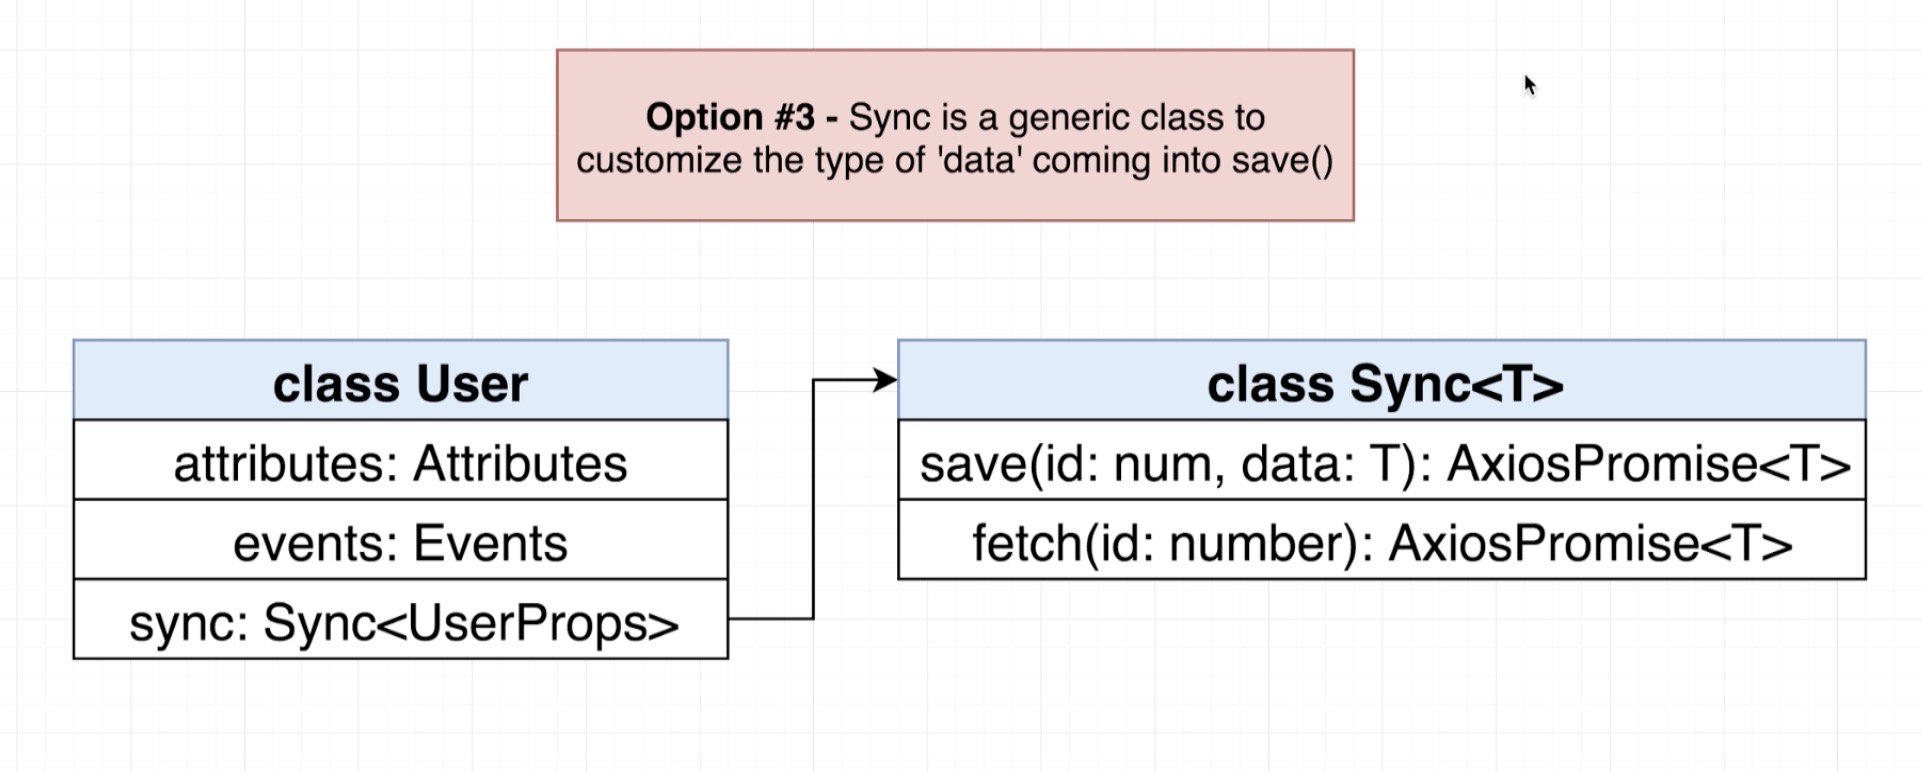 Option #3 - Sync is a generic class to
customize the type of 'data' coming into save()
class User
attributes: Attributes
events: Events
sync: Sync<UserProps>
class Sync<T>
save(id: num, data: T): AxiosPromise<T>
fetch(id: number): AxiosPromise<T>